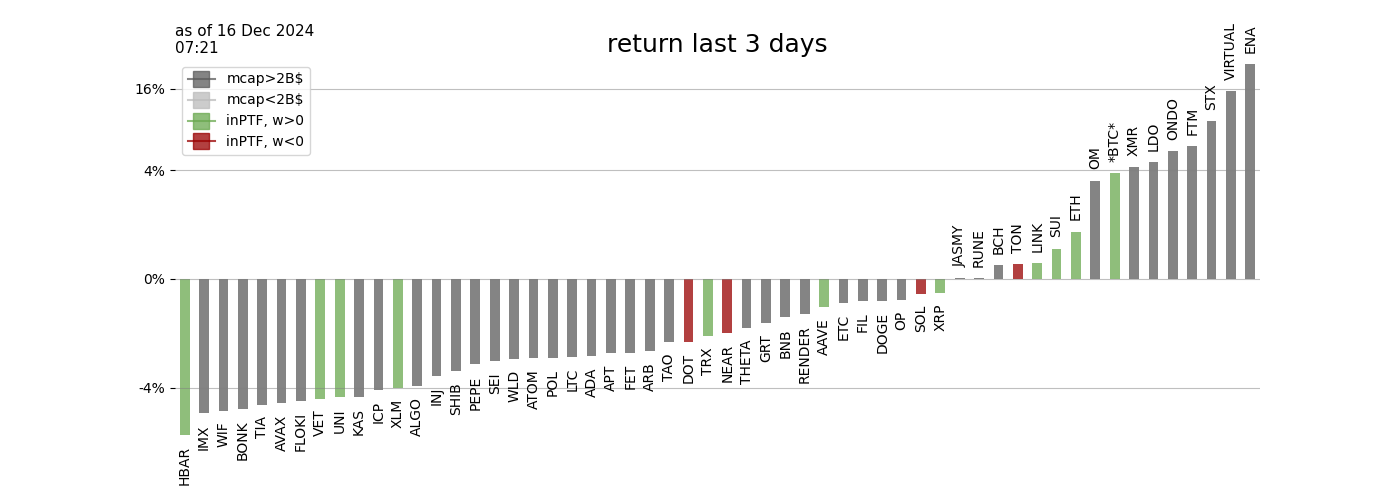 as of 16 Dec 2024
07:21
return last 3 days
mcap>2B$
mcap<2B$
inPTF, w>0
inPTF, w<0
16%
4%
0%
-4%
HBAR
IMX
WIF
BONK
TIA
AVAX
FLOKI
VET
UNI
KAS
ICP
XLM
ALGO
INJ
SHIB
PEPE
SEI
WLD
ATOM
POL
LTC
ADA
APT
FET
ARB
TAO
DOT
TRX
NEAR
THETA
GRT
BNB
RENDER
AAVE
ETC
FIL
DOGE
OP
SOL
XRP
JASMY
RUNE
BCH
TON
LINK
SUI
ETH
OM
*BTC*
XMR
LDO
ONDO
FTM
STX
VIRTUAL
ENA